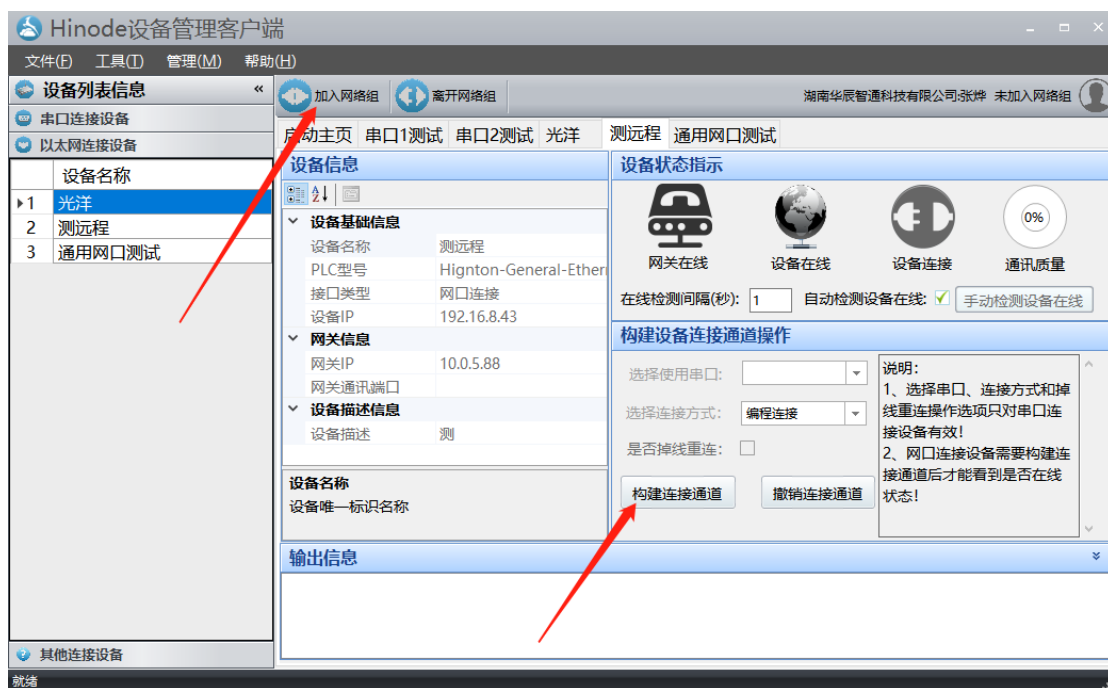 Hinode设备管理客户端
文件(F) 工具(T) 管理(M) 帮助(H)
设备列表信息 «
串口连接设备
以太网连接设备
设备名称
1 光洋
2 测远程
3 通用网口测试
其他连接设备
就绪
加入网络组 离开网络组 湖南华辰智通科技有限公司:张烨 未加入网络组
启动主页 串口1测试 串口2测试 光洋 测远程 通用网口测试
设备信息
设备基础信息
设备名称 测远程
PLC型号 Hignton-General-Ether
接口类型 网口连接
设备IP 192.16.8.43
网关信息
网关IP 10.0.5.88
网关通讯端口
设备描述信息
设备描述 测
设备名称
设备唯一标识名称
设备状态指示
0%
网关在线 设备在线 设备连接 通讯质量
在线检测间隔(秒): 1 自动检测设备在线: 手动检测设备在线
构建设备连接通道操作
选择使用串口:
选择连接方式: 编程连接
是否掉线重连:
构建连接通道 撤销连接通道
说明:
1、选择串口、连接方式和掉
线重连操作选项只对串口连
接设备有效!
2、网口连接设备需要构建连
接通道后才能看到是否在线
状态!
输出信息